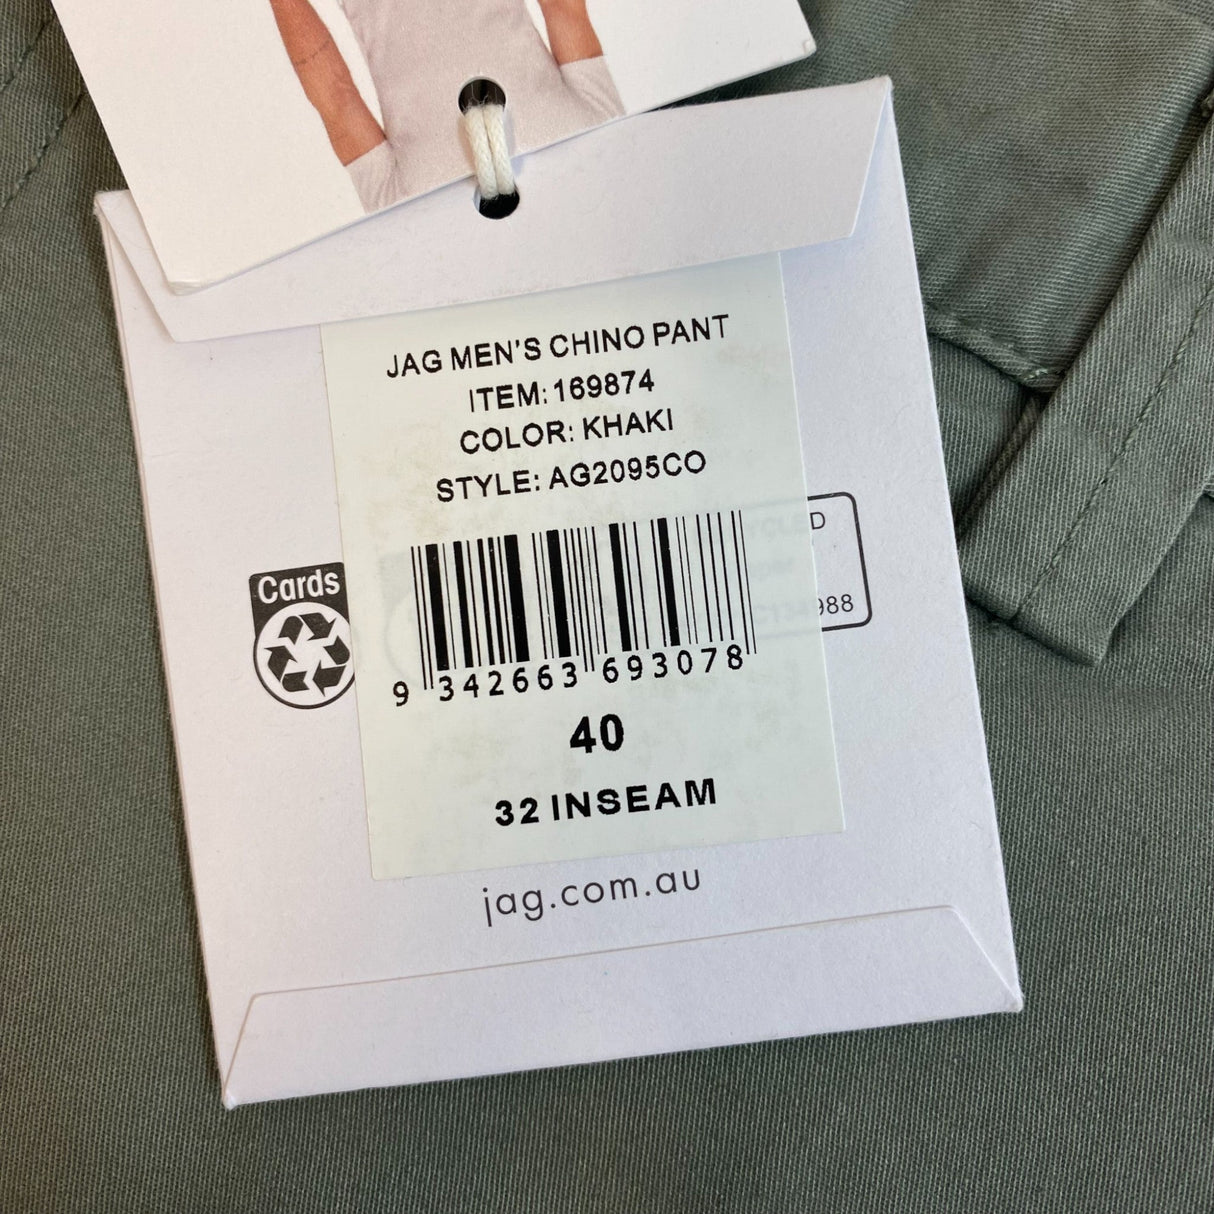 JAG MEN'S CHINO PANT
ITEM: 169874
COLOR: KHAKI
STYLE: AG2095CO
Cards
9 342663 693078
40
32 INSEAM
jag.com.au